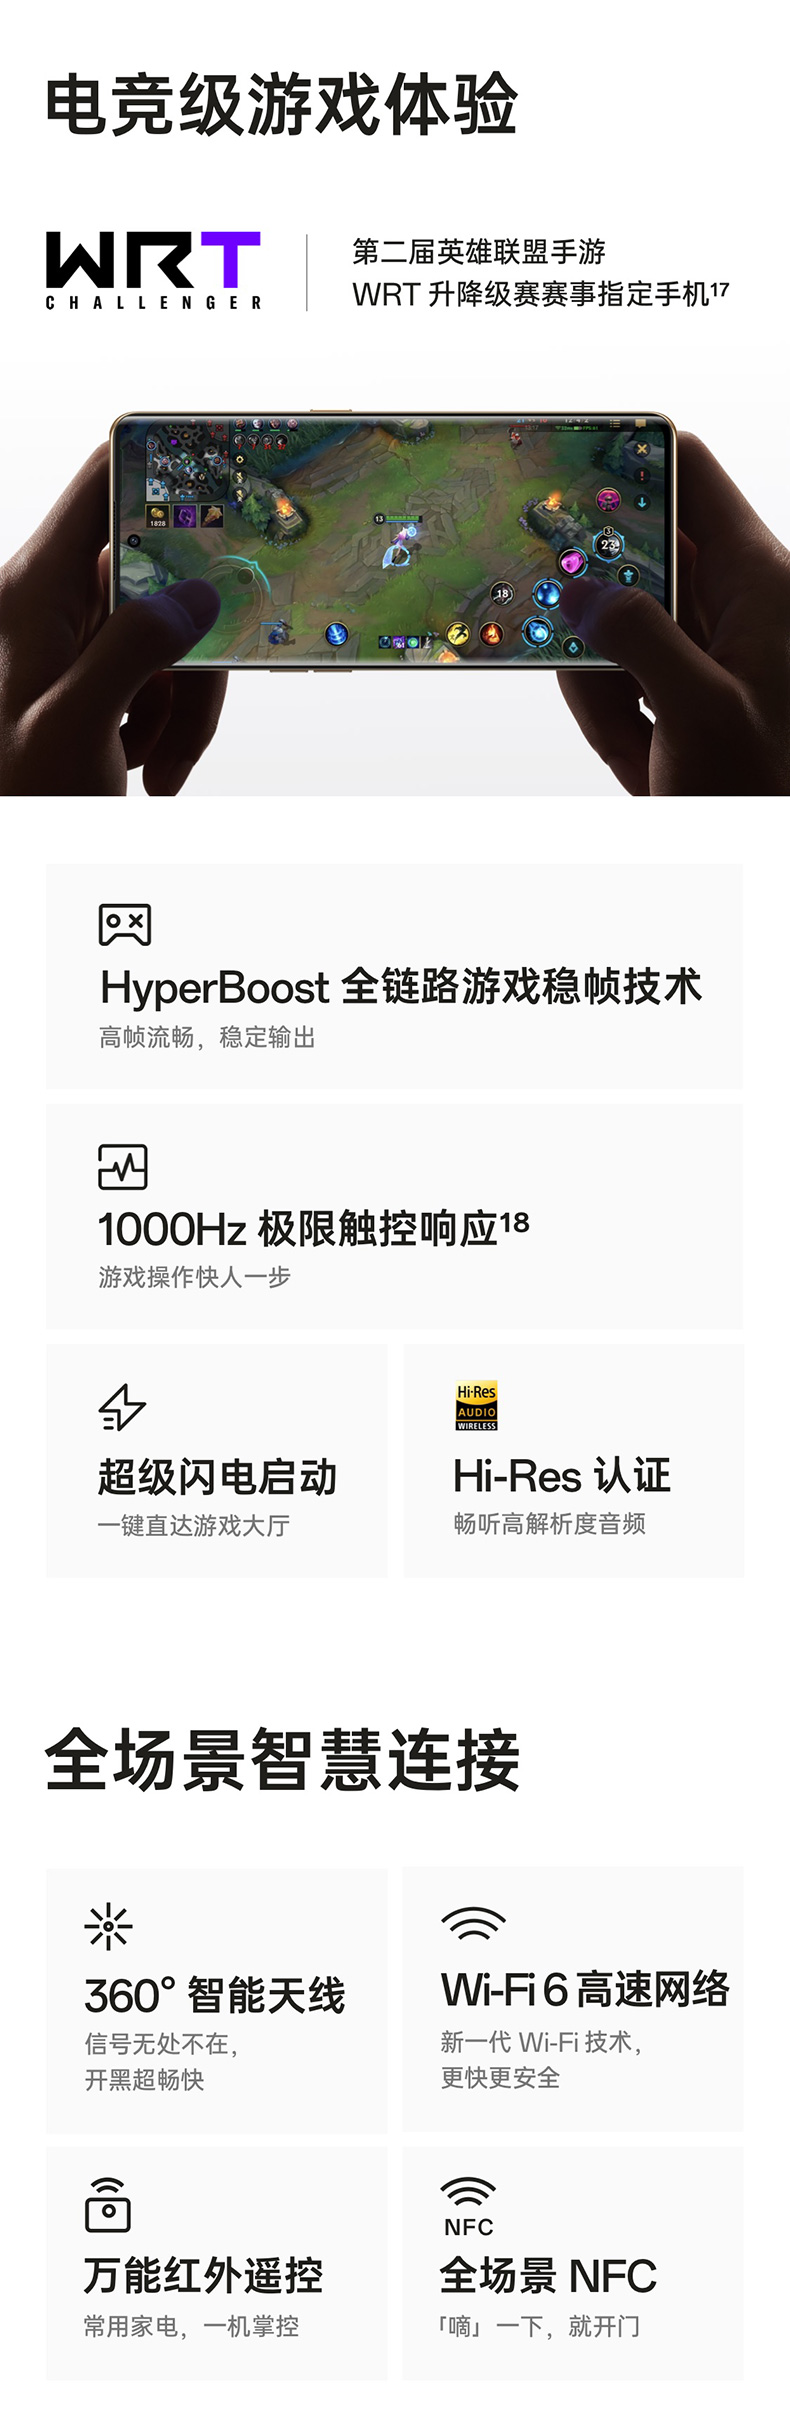 电竞级游戏体验
WRT
CHALLENGER
第二届英雄联盟手游
WRT 升降级赛赛事指定手机17
1828
13
3
23
18
HyperBoost 全链路游戏稳帧技术
高帧流畅，稳定输出
1000Hz 极限触控响应18
游戏操作快人一步
超级闪电启动
一键直达游戏大厅
Hi-Res
AUDIO
WIRELESS
Hi-Res 认证
畅听高解析度音频
全场景智慧连接
360° 智能天线
信号无处不在，
开黑超畅快
Wi-Fi 6 高速网络
新一代 Wi-Fi 技术，
更快更安全
万能红外遥控
常用家电，一机掌控
NFC
全场景 NFC
「嘀」一下，就开门